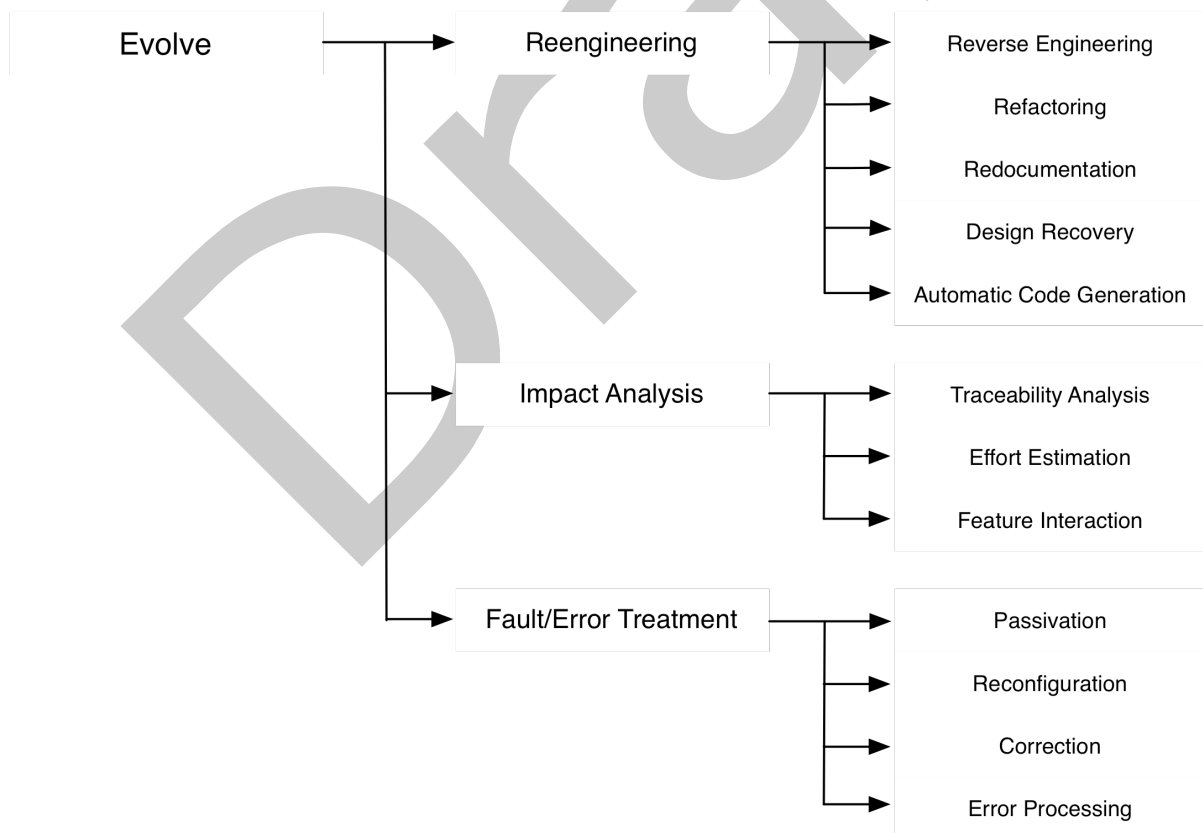 Evolve
Reengineering
Reverse Engineering
Refactoring
Redocumentation
Design Recovery
Automatic Code Generation
Impact Analysis
Traceability Analysis
Effort Estimation
Feature Interaction
Fault/Error Treatment
Passivation
Reconfiguration
Correction
Error Processing
Dra